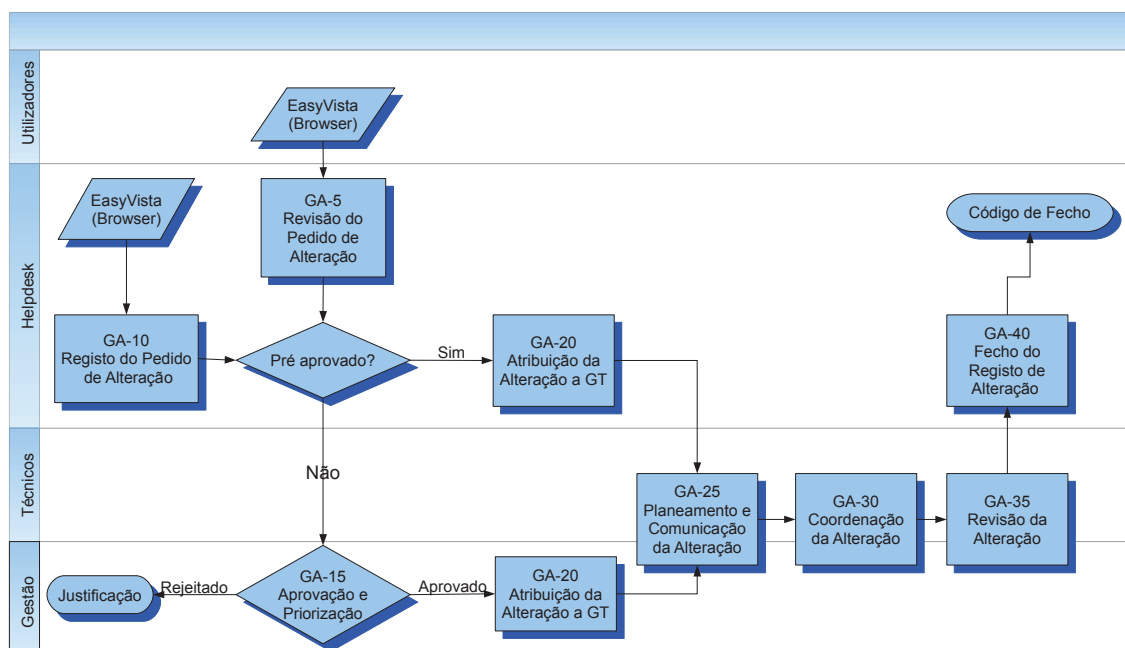 Utilizadores
EasyVista
(Browser)
Helpdesk
EasyVista
(Browser)
GA-5
Revisão do
Pedido de
Alteração
Código de Fecho
GA-10
Registo do Pedido
de Alteração
Pré aprovado?
Sim
GA-20
Atribuição da
Alteração a GT
GA-40
Fecho do
Registo de
Alteração
Técnicos
Não
GA-25
Planeamento e
Comunicação
da Alteração
GA-30
Coordenação
da Alteração
GA-35
Revisão da
Alteração
Gestão
Justificação
Rejeitado
GA-15
Aprovação e
Priorização
Aprovado
GA-20
Atribuição da
Alteração a GT